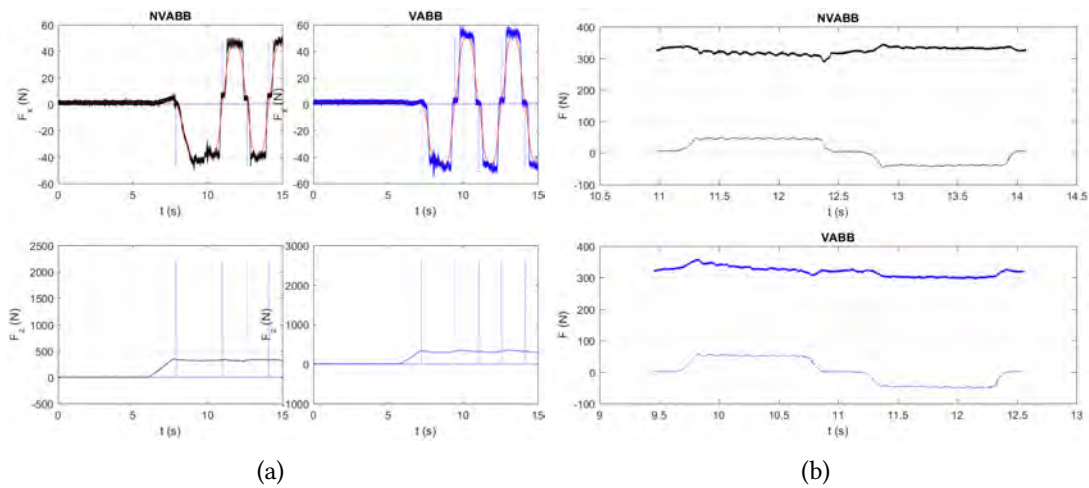 NVABB
60
40
20
0
-20
-40
-60
F_x (N)
0 5 10 15
t (s)
VABB
60
40
20
0
-20
-40
-60
F_x (N)
0 5 10 15
t (s)
2500
2000
1500
1000
500
0
-500
F_z (N)
0 5 10 15
t (s)
3000
2000
1000
0
1000
F_z (N)
0 5 10 15
t (s)
(a)
NVABB
400
300
200
100
0
-100
F (N)
10.5 11 11.5 12 12.5 13 13.5 14 14.5
t (s)
VABB
400
300
200
100
0
-100
F (N)
9 9.5 10 10.5 11 11.5 12 12.5 13
t (s)
(b)